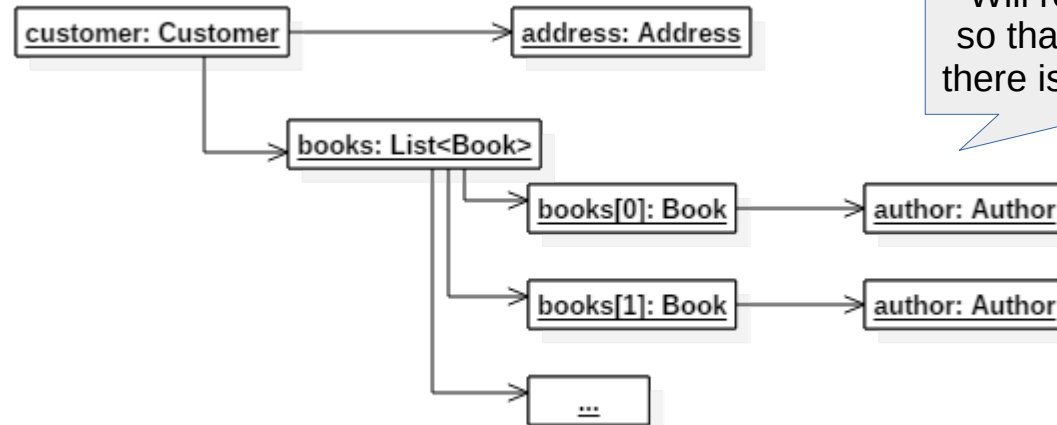 so that
there is
customer: Customer
address: Address
books: List<Book>
books[0]: Book
author: Author
books[1]: Book
author: Author
...